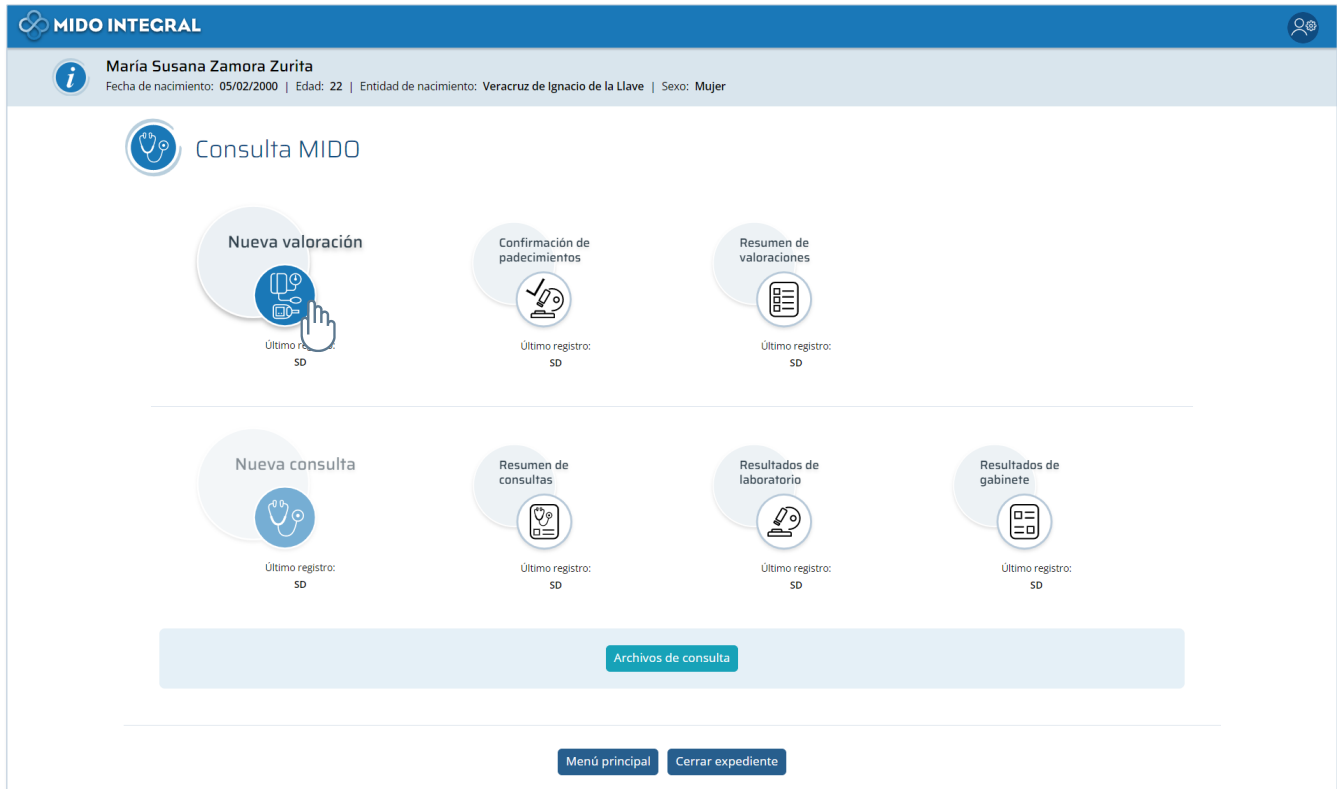 MIDO INTEGRAL
María Susana Zamora Zurita
Fecha de nacimiento: 05/02/2000 | Edad: 22 | Entidad de nacimiento: Veracruz de Ignacio de la Llave | Sexo: Mujer
Consulta MIDO
Nueva valoración
Último registro:
SD
Confirmación de
padecimientos
Último registro:
SD
Resumen de
valoraciones
Último registro:
SD
Nueva consulta
Último registro:
SD
Resumen de
consultas
Último registro:
SD
Resultados de
laboratorio
Último registro:
SD
Resultados de
gabinete
Último registro:
SD
Archivos de consulta
Menú principal
Cerrar expediente